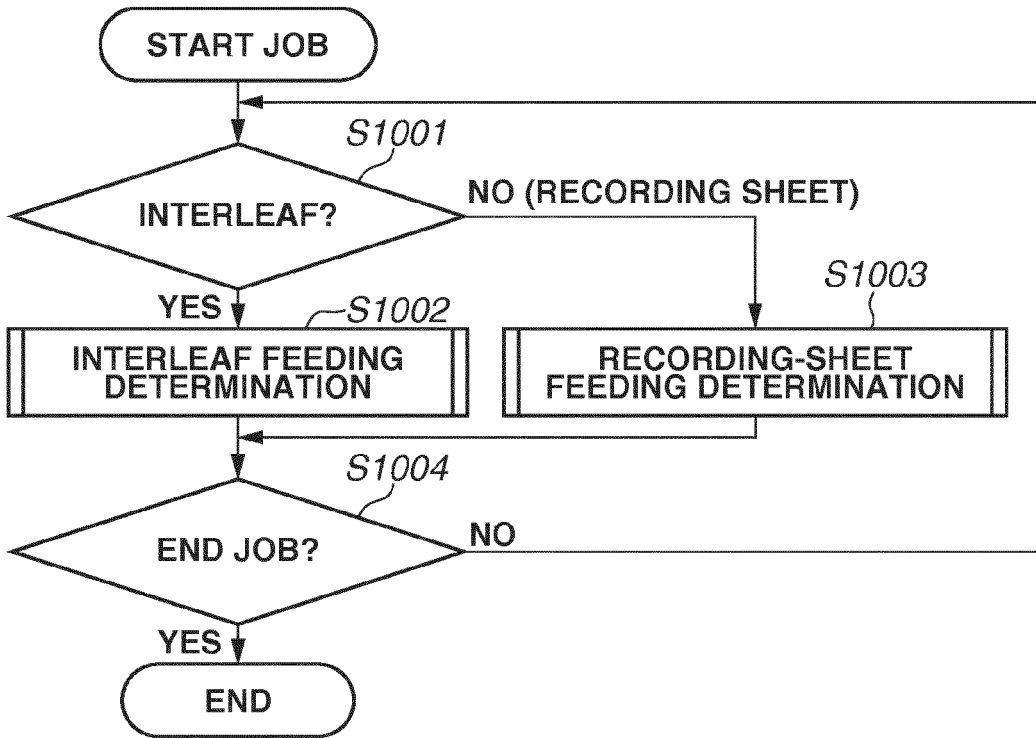 START JOB
S1001
INTERLEAF?
NO (RECORDING SHEET)
YES
S1002
S1003
INTERLEAF FEEDING
DETERMINATION
RECORDING-SHEET
FEEDING DETERMINATION
S1004
END JOB?
NO
YES
END